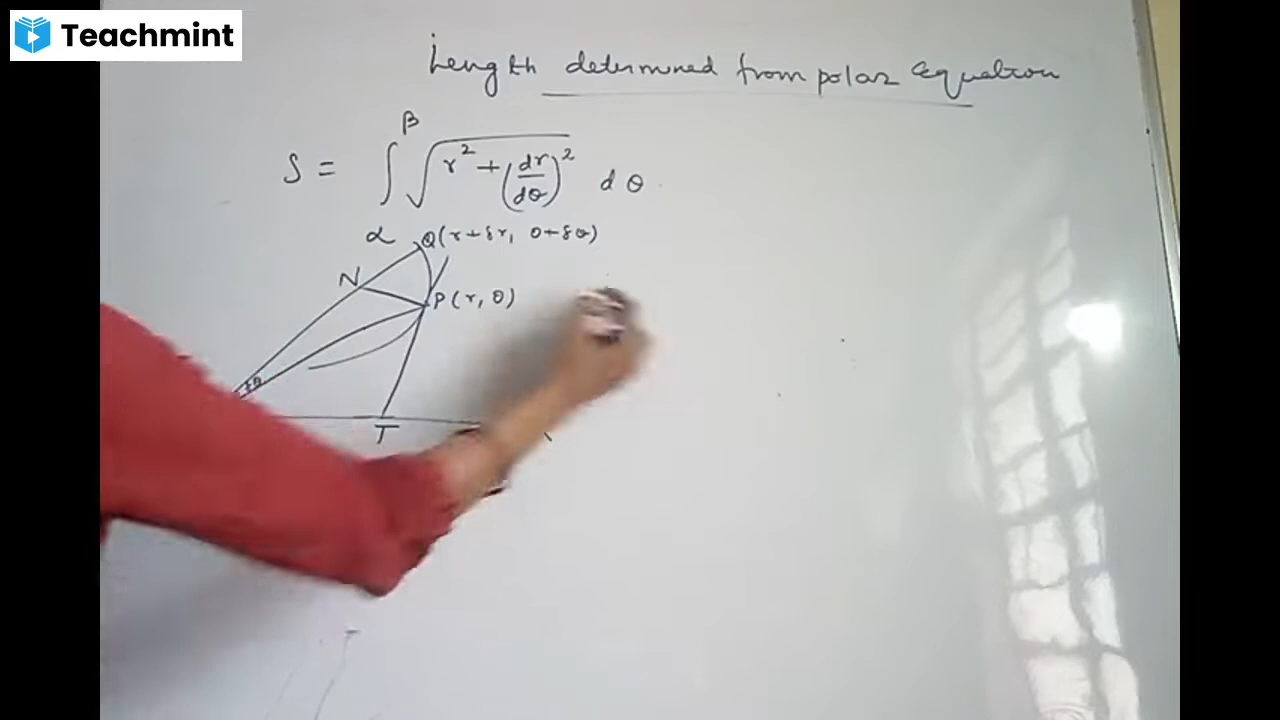 Teachmint
Length determined from polar equation
S = ∫_α^β √(r² + (dr/dθ)²) dθ
Q(r+δr, θ+δθ)
N
P(r, θ)
δθ
T